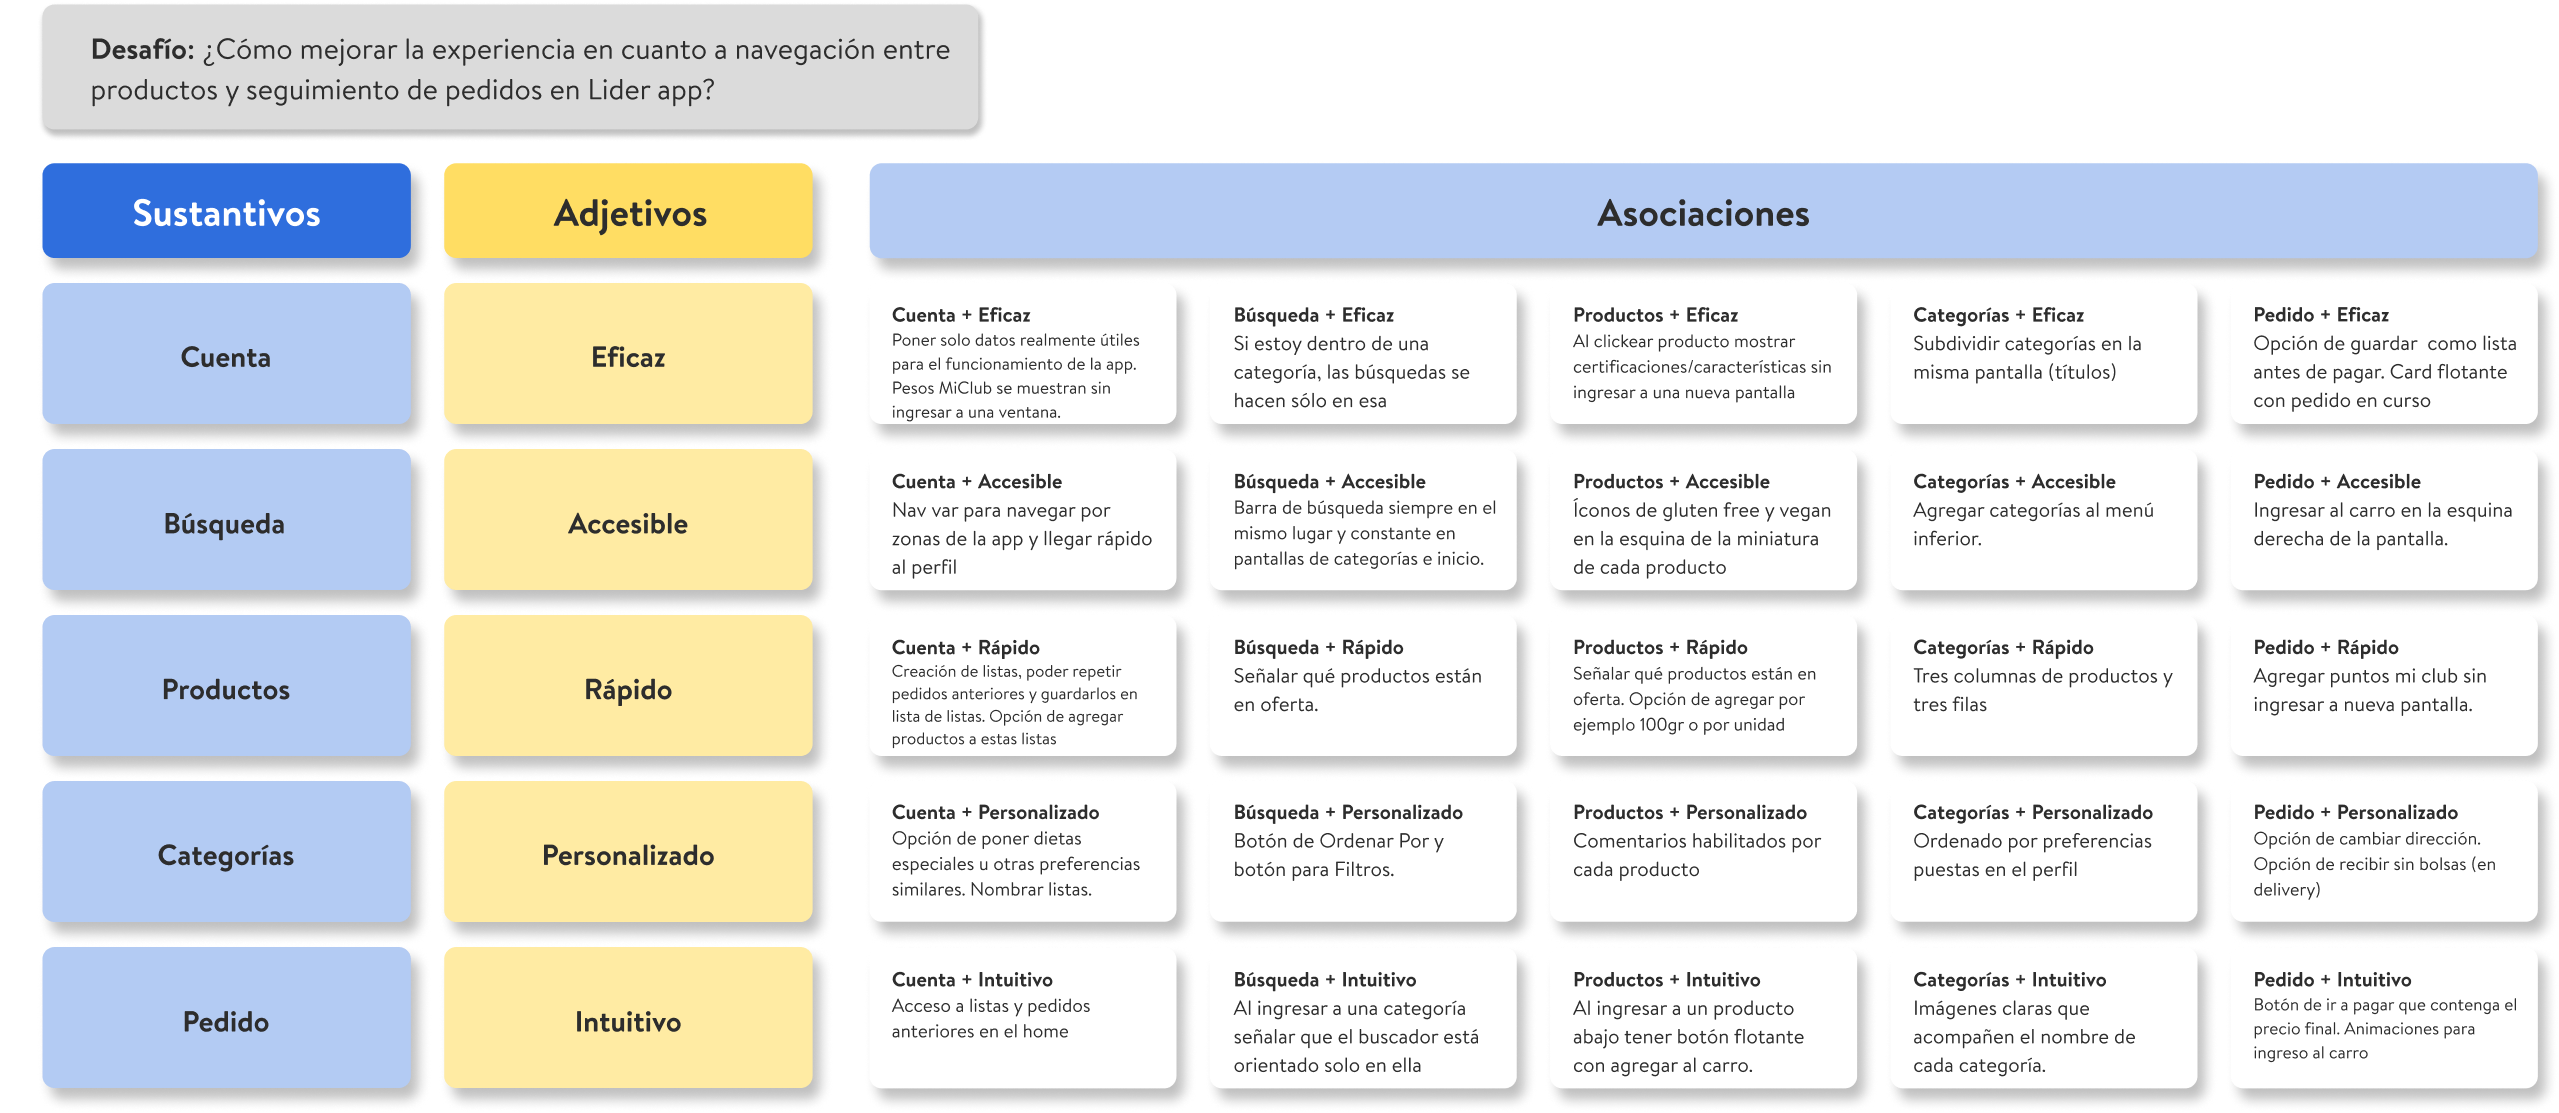 Desafío: ¿Cómo mejorar la experiencia en cuanto a navegación entre
productos y seguimiento de pedidos en Lider app?
Sustantivos
Adjetivos
Asociaciones
Cuenta
Eficaz
Cuenta + Eficaz
Poner solo datos realmente útiles
para el funcionamiento de la app.
Pesos MiClub se muestran sin
ingresar a una ventana.
Búsqueda + Eficaz
Si estoy dentro de una
categoría, las búsquedas se
hacen sólo en esa
Productos + Eficaz
Al clickear producto mostrar
certificaciones/características sin
ingresar a una nueva pantalla
Categorías + Eficaz
Subdividir categorías en la
misma pantalla (títulos)
Pedido + Eficaz
Opción de guardar como lista
antes de pagar. Card flotante
con pedido en curso
Búsqueda
Accesible
Cuenta + Accesible
Nav var para navegar por
zonas de la app y llegar rápido
al perfil
Búsqueda + Accesible
Barra de búsqueda siempre en el
mismo lugar y constante en
pantallas de categorías e inicio.
Productos + Accesible
Íconos de gluten free y vegan
en la esquina de la miniatura
de cada producto
Categorías + Accesible
Agregar categorías al menú
inferior.
Pedido + Accesible
Ingresar al carro en la esquina
derecha de la pantalla.
Productos
Rápido
Cuenta + Rápido
Creación de listas, poder repetir
pedidos anteriores y guardarlos en
lista de listas. Opción de agregar
productos a estas listas
Búsqueda + Rápido
Señalar qué productos están
en oferta.
Productos + Rápido
Señalar qué productos están en
oferta. Opción de agregar por
ejemplo 100gr o por unidad
Categorías + Rápido
Tres columnas de productos y
tres filas
Pedido + Rápido
Agregar puntos mi club sin
ingresar a nueva pantalla.
Categorías
Personalizado
Cuenta + Personalizado
Opción de poner dietas
especiales u otras preferencias
similares. Nombrar listas.
Búsqueda + Personalizado
Botón de Ordenar Por y
botón para Filtros.
Productos + Personalizado
Comentarios habilitados por
cada producto
Categorías + Personalizado
Ordenado por preferencias
puestas en el perfil
Pedido + Personalizado
Opción de cambiar dirección.
Opción de recibir sin bolsas (en
delivery)
Pedido
Intuitivo
Cuenta + Intuitivo
Acceso a listas y pedidos
anteriores en el home
Búsqueda + Intuitivo
Al ingresar a una categoría
señalar que el buscador está
orientado solo en ella
Productos + Intuitivo
Al ingresar a un producto
abajo tener botón flotante
con agregar al carro.
Categorías + Intuitivo
Imágenes claras que
acompañen el nombre de
cada categoría.
Pedido + Intuitivo
Botón de ir a pagar que contenga el
precio final. Animaciones para
ingreso al carro